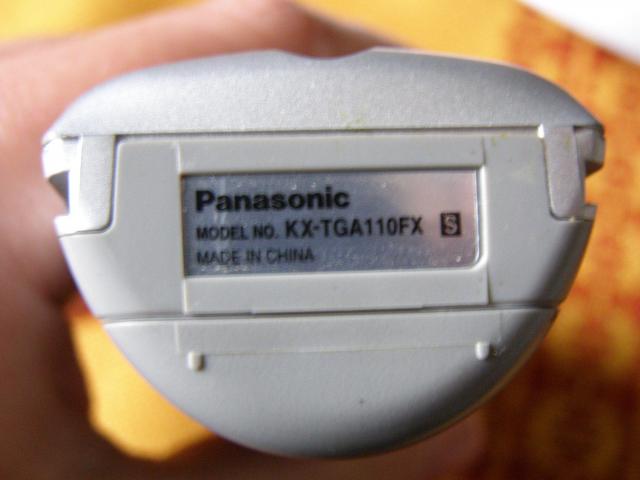 Panasonic
MODEL NO. KX-TGA110FX S
MADE IN CHINA